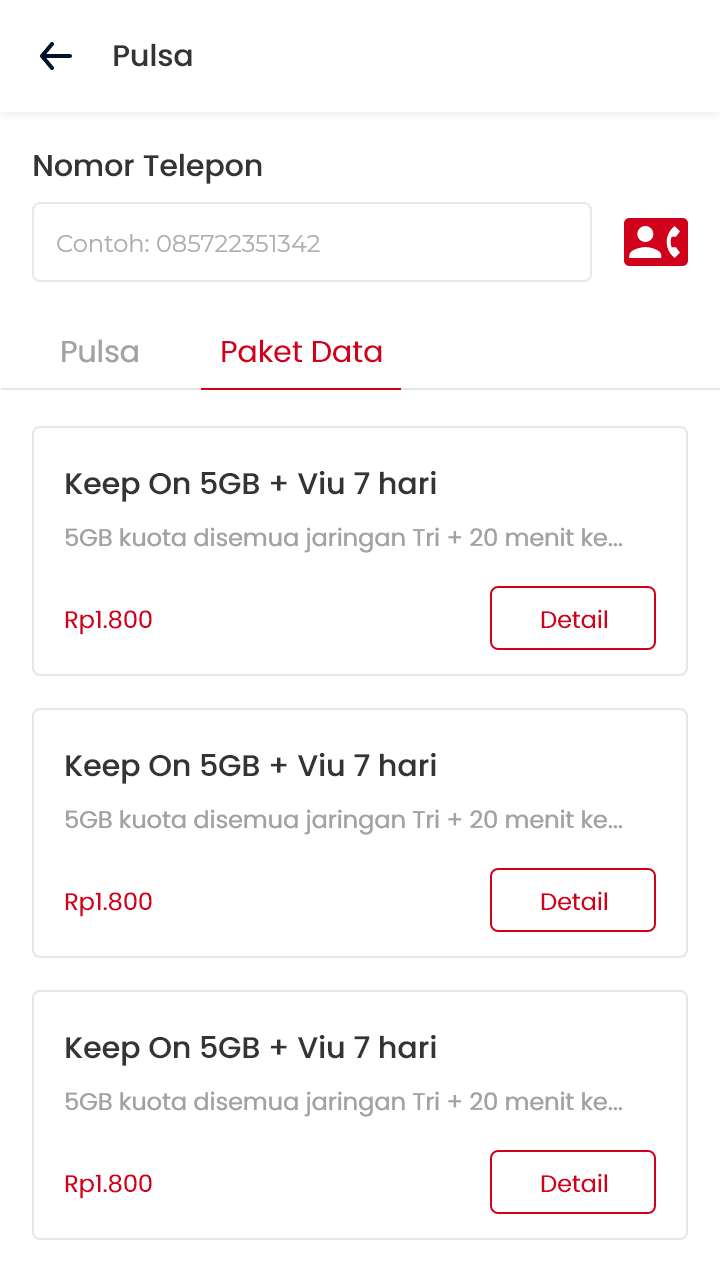 Pulsa
Nomor Telepon
Contoh: 085722351342
Pulsa
Paket Data
Keep On 5GB + Viu 7 hari
5GB kuota disemua jaringan Tri + 20 menit ke...
Rp1.800
Detail
Keep On 5GB + Viu 7 hari
5GB kuota disemua jaringan Tri + 20 menit ke...
Rp1.800
Detail
Keep On 5GB + Viu 7 hari
5GB kuota disemua jaringan Tri + 20 menit ke...
Rp1.800
Detail